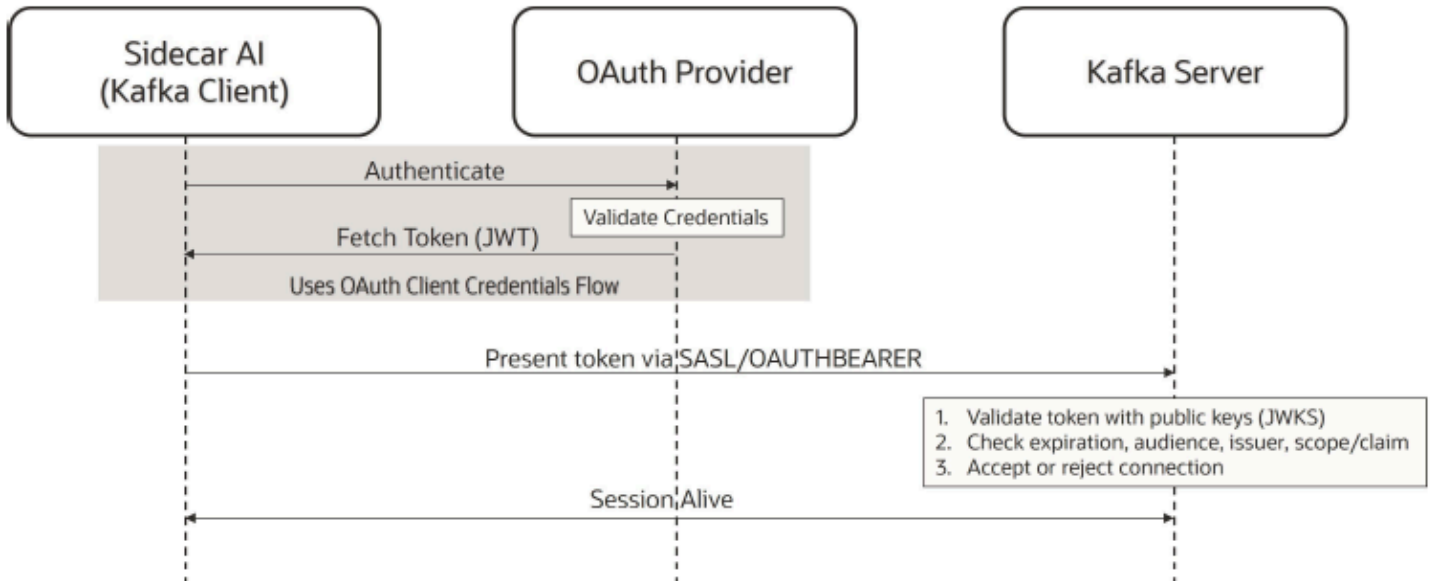 Sidecar AI
(Kafka Client)
OAuth Provider
Kafka Server
Authenticate
Validate Credentials
Fetch Token (JWT)
Uses OAuth Client Credentials Flow
Present token via SASL/OAUTHBEARER
1. Validate token with public keys (JWKS)
2. Check expiration, audience, issuer, scope/claim
3. Accept or reject connection
Session Alive